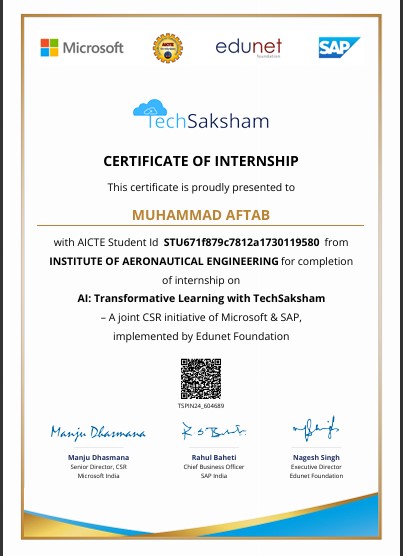 Microsoft
AICTE
edunet
foundation
SAP
TechSaksham
CERTIFICATE OF INTERNSHIP
This certificate is proudly presented to
MUHAMMAD AFTAB
with AICTE Student Id STU671f879c7812a1730119580 from
INSTITUTE OF AERONAUTICAL ENGINEERING for completion
of internship on
AI: Transformative Learning with TechSaksham
– A joint CSR initiative of Microsoft & SAP,
implemented by Edunet Foundation
TSPIN24_604689
Manju Dhasmana
Manju Dhasmana
Senior Director, CSR
Microsoft India
Rahul Baheti
Chief Business Officer
SAP India
Nagesh Singh
Executive Director
Edunet Foundation